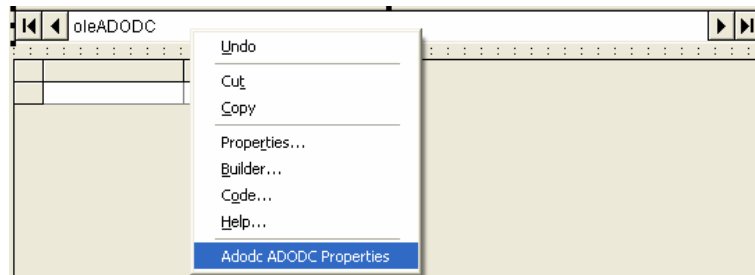 oleADODC
Undo
Cut
Copy
Properties...
Builder...
Code...
Help...
Adodc ADODC Properties